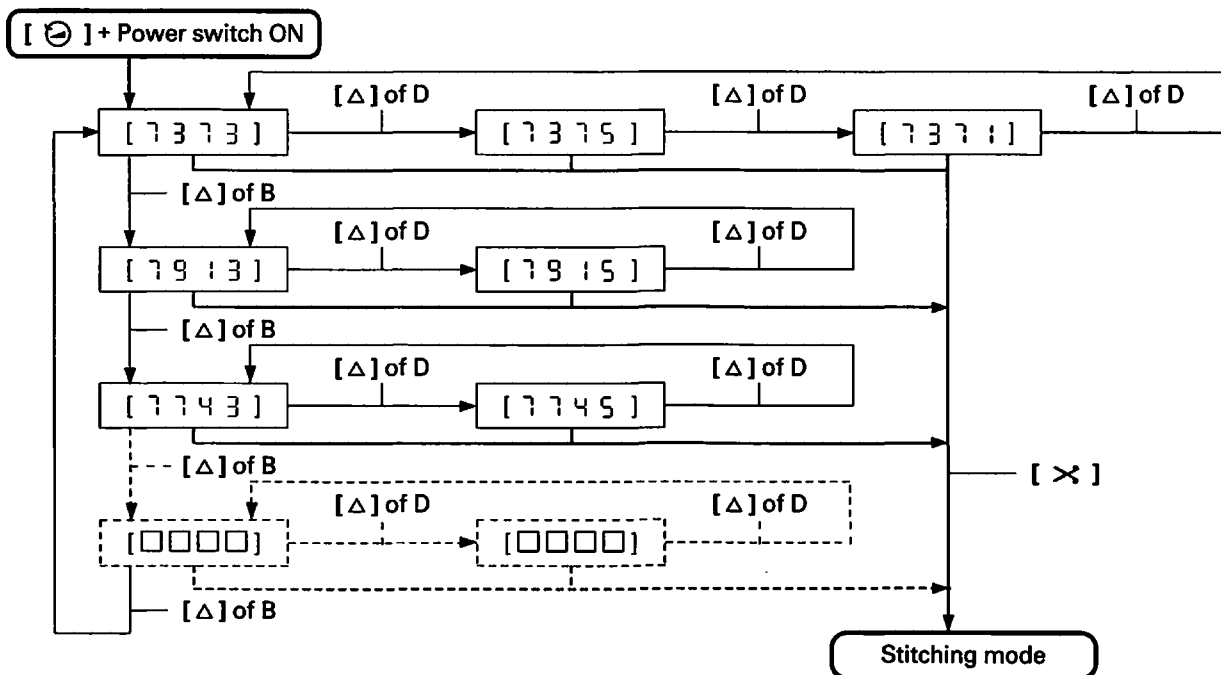 [ ] + Power switch ON
[△] of D [△] of D [△] of D
[7373] [7375] [7371]
[△] of B
[△] of D [△] of D
[7913] [7915]
[△] of B
[△] of D [△] of D
[7743] [7745]
[△] of B [✂]
[△] of D [△] of D
[□□□□] [□□□□]
[△] of B
Stitching mode